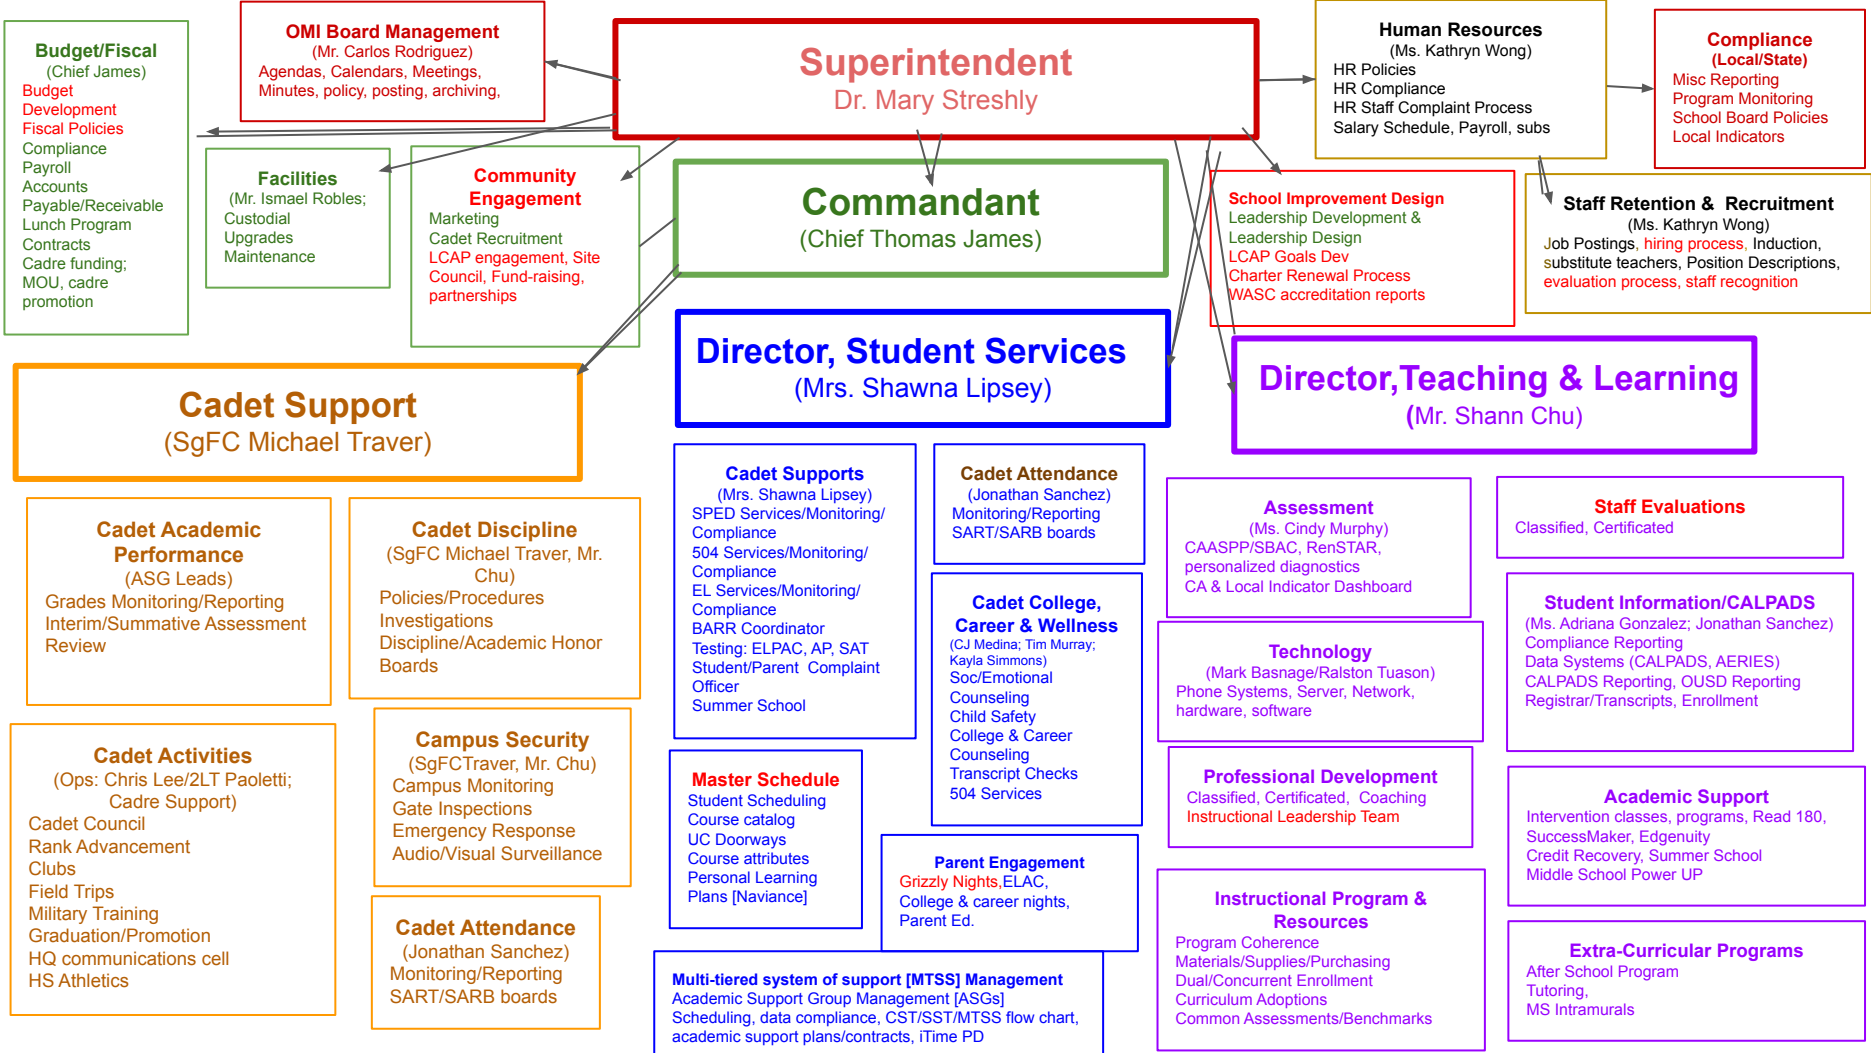 Budget/Fiscal
(Chief James)
Budget
Development
Fiscal Policies
Compliance
Payroll
Accounts
Payable/Receivable
Lunch Program
Contracts
Cadre funding;
MOU, cadre
promotion
OMI Board Management
(Mr. Carlos Rodriguez)
Agendas, Calendars, Meetings,
Minutes, policy, posting, archiving,
Superintendent
Dr. Mary Streshly
Human Resources
(Ms. Kathryn Wong)
HR Policies
HR Compliance
HR Staff Complaint Process
Salary Schedule, Payroll, subs
Compliance
(Local/State)
Misc Reporting
Program Monitoring
School Board Policies
Local Indicators
Facilities
(Mr. Ismael Robles;
Custodial
Upgrades
Maintenance
Community
Engagement
Marketing
Cadet Recruitment
LCAP engagement, Site
Council, Fund-raising,
partnerships
Commandant
(Chief Thomas James)
School Improvement Design
Leadership Development &
Leadership Design
LCAP Goals Dev
Charter Renewal Process
WASC accreditation reports
Staff Retention & Recruitment
(Ms. Kathryn Wong)
Job Postings, hiring process, Induction,
substitute teachers, Position Descriptions,
evaluation process, staff recognition
Cadet Support
(SgFC Michael Traver)
Director, Student Services
(Mrs. Shawna Lipsey)
Director,Teaching & Learning
(Mr. Shann Chu)
Cadet Academic
Performance
(ASG Leads)
Grades Monitoring/Reporting
Interim/Summative Assessment
Review
Cadet Discipline
(SgFC Michael Traver, Mr.
Chu)
Policies/Procedures
Investigations
Discipline/Academic Honor
Boards
Cadet Activities
(Ops: Chris Lee/2LT Paoletti;
Cadre Support)
Cadet Council
Rank Advancement
Clubs
Field Trips
Military Training
Graduation/Promotion
HQ communications cell
HS Athletics
Campus Security
(SgFCTraver, Mr. Chu)
Campus Monitoring
Gate Inspections
Emergency Response
Audio/Visual Surveillance
Cadet Attendance
(Jonathan Sanchez)
Monitoring/Reporting
SART/SARB boards
Cadet Supports
(Mrs. Shawna Lipsey)
SPED Services/Monitoring/
Compliance
504 Services/Monitoring/
Compliance
EL Services/Monitoring/
Compliance
BARR Coordinator
Testing: ELPAC, AP, SAT
Student/Parent Complaint
Officer
Summer School
Cadet Attendance
(Jonathan Sanchez)
Monitoring/Reporting
SART/SARB boards
Cadet College,
Career & Wellness
(CJ Medina; Tim Murray;
Kayla Simmons)
Soc/Emotional
Counseling
Child Safety
College & Career
Counseling
Transcript Checks
504 Services
Master Schedule
Student Scheduling
Course catalog
UC Doorways
Course attributes
Personal Learning
Plans [Naviance]
Parent Engagement
Grizzly Nights,ELAC,
College & career nights,
Parent Ed.
Multi-tiered system of support [MTSS] Management
Academic Support Group Management [ASGs]
Scheduling, data compliance, CST/SST/MTSS flow chart,
academic support plans/contracts, iTime PD
Assessment
(Ms. Cindy Murphy)
CAASPP/SBAC, RenSTAR,
personalized diagnostics
CA & Local Indicator Dashboard
Technology
(Mark Basnage/Ralston Tuason)
Phone Systems, Server, Network,
hardware, software
Professional Development
Classified, Certificated, Coaching
Instructional Leadership Team
Instructional Program &
Resources
Program Coherence
Materials/Supplies/Purchasing
Dual/Concurrent Enrollment
Curriculum Adoptions
Common Assessments/Benchmarks
Staff Evaluations
Classified, Certificated
Student Information/CALPADS
(Ms. Adriana Gonzalez; Jonathan Sanchez)
Compliance Reporting
Data Systems (CALPADS, AERIES)
CALPADS Reporting, OUSD Reporting
Registrar/Transcripts, Enrollment
Academic Support
Intervention classes, programs, Read 180,
SuccessMaker, Edgenuity
Credit Recovery, Summer School
Middle School Power UP
Extra-Curricular Programs
After School Program
Tutoring,
MS Intramurals